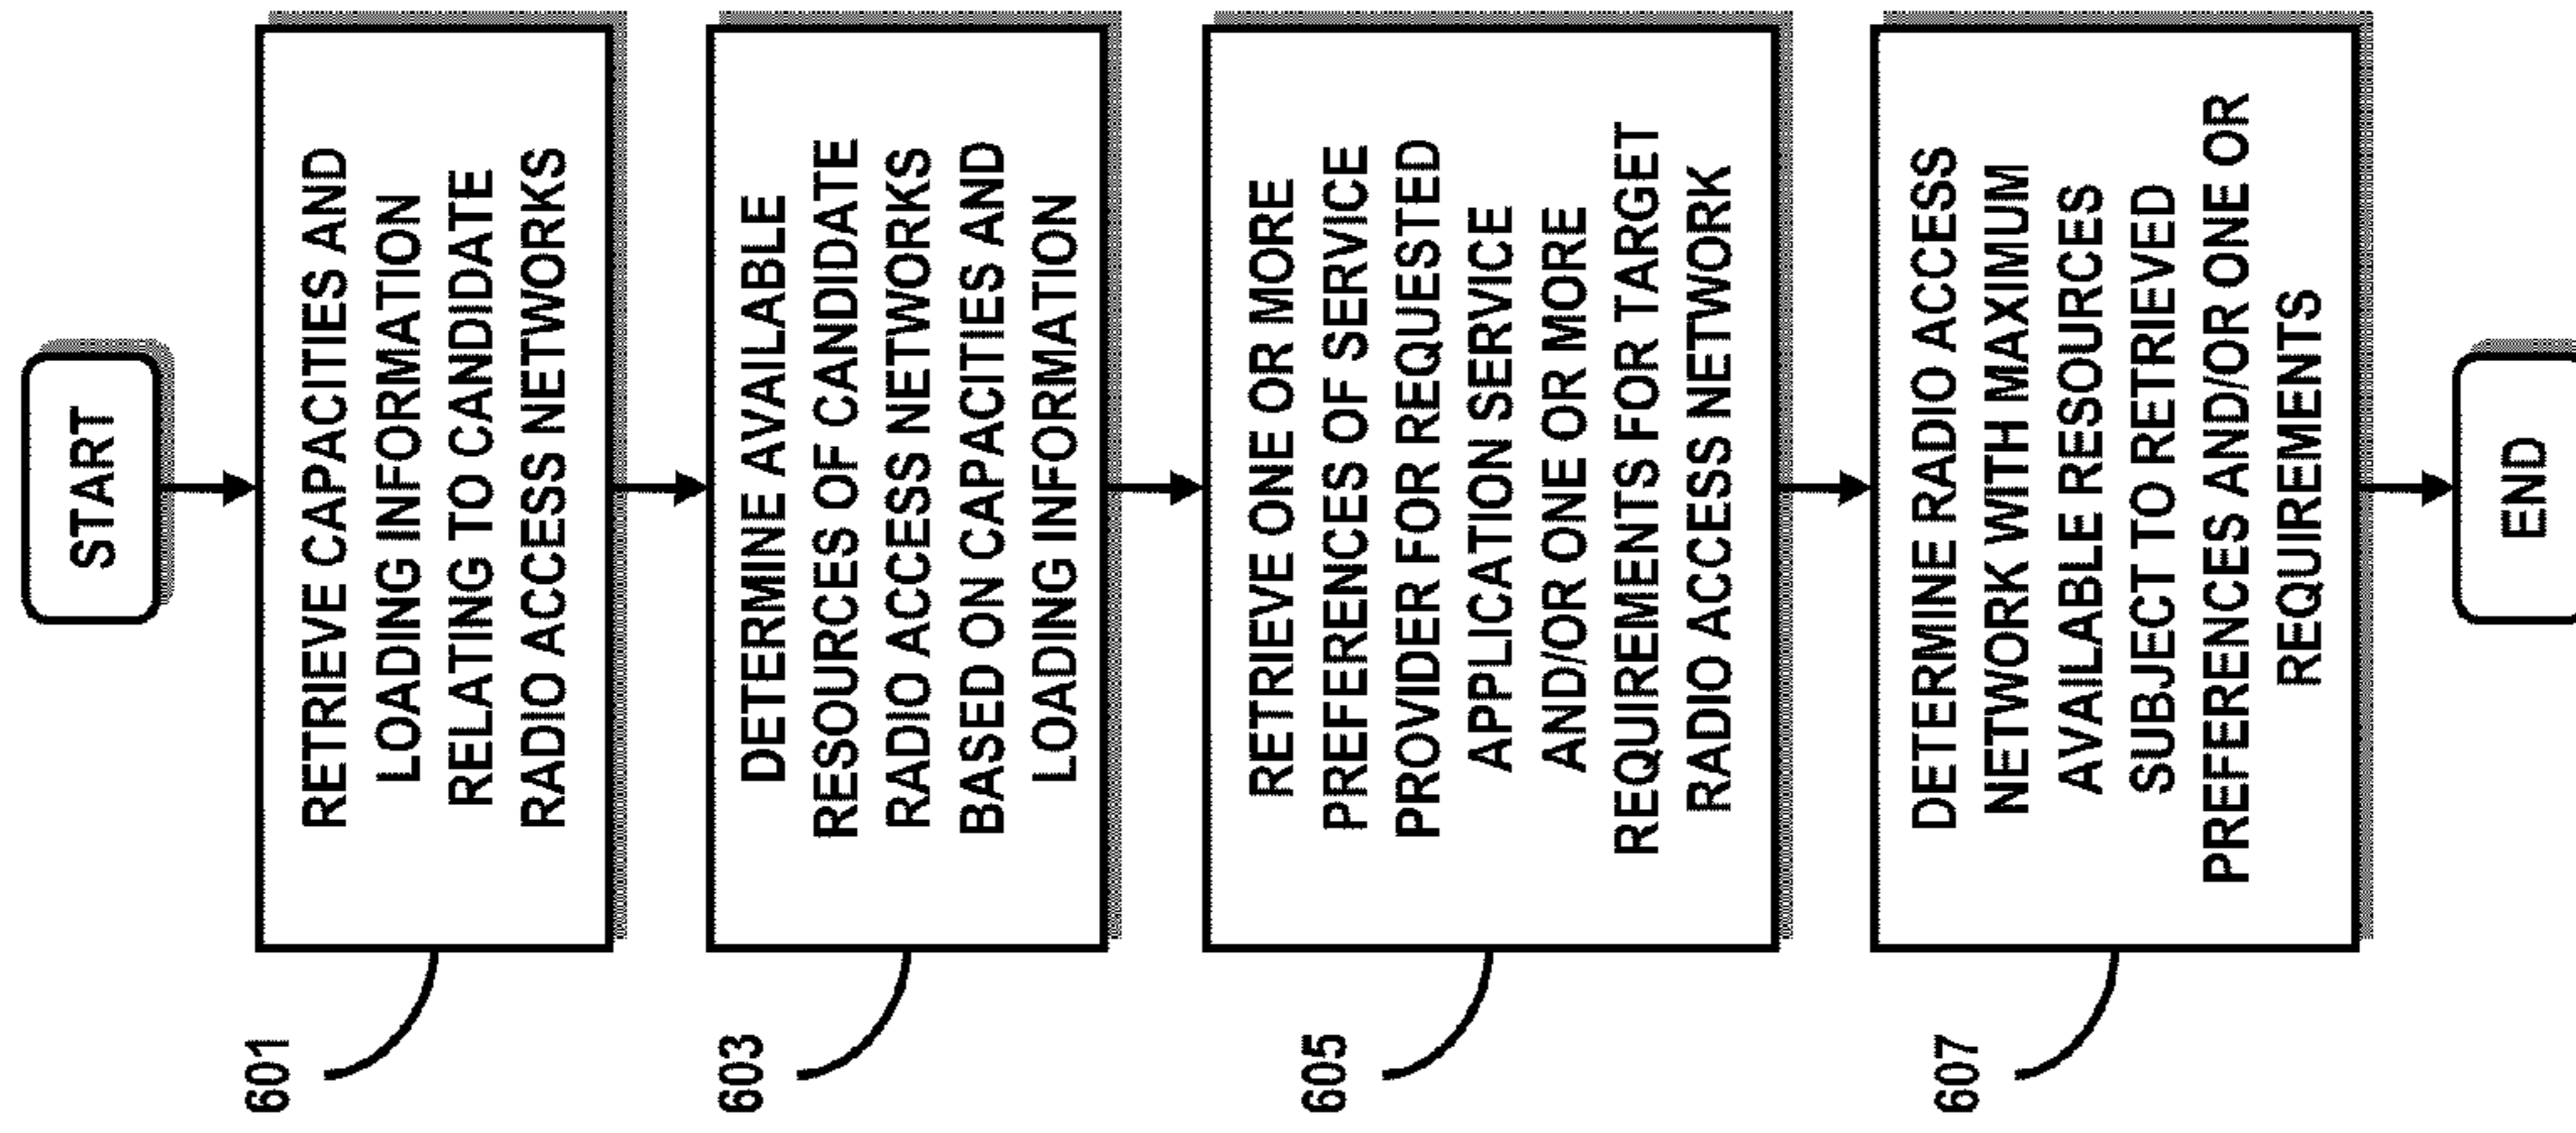 START
601
RETRIEVE CAPACITIES AND
LOADING INFORMATION
RELATING TO CANDIDATE
RADIO ACCESS NETWORKS
603
DETERMINE AVAILABLE
RESOURCES OF CANDIDATE
RADIO ACCESS NETWORKS
BASED ON CAPACITIES AND
LOADING INFORMATION
605
RETRIEVE ONE OR MORE
PREFERENCES OF SERVICE
PROVIDER FOR REQUESTED
APPLICATION SERVICE
AND/OR ONE OR MORE
REQUIREMENTS FOR TARGET
RADIO ACCESS NETWORK
607
DETERMINE RADIO ACCESS
NETWORK WITH MAXIMUM
AVAILABLE RESOURCES
SUBJECT TO RETRIEVED
PREFERENCES AND/OR ONE OR
REQUIREMENTS
END